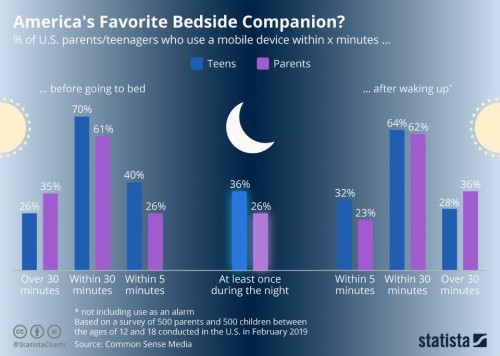 America's Favorite Bedside Companion?
% of U.S. parents/teenagers who use a mobile device within x minutes ...
Teens Parents
... before going to bed
... after waking up*
26% 35% 70% 61% 40% 26% 36% 26% 32% 23% 64% 62% 28% 36%
Over 30 minutes
Within 30 minutes
Within 5 minutes
At least once during the night
Within 5 minutes
Within 30 minutes
Over 30 minutes
* not including use as an alarm
Based on a survey of 500 parents and 500 children between
the ages of 12 and 18 conducted in the U.S. in February 2019
Source: Common Sense Media
@StatistaCharts
statista